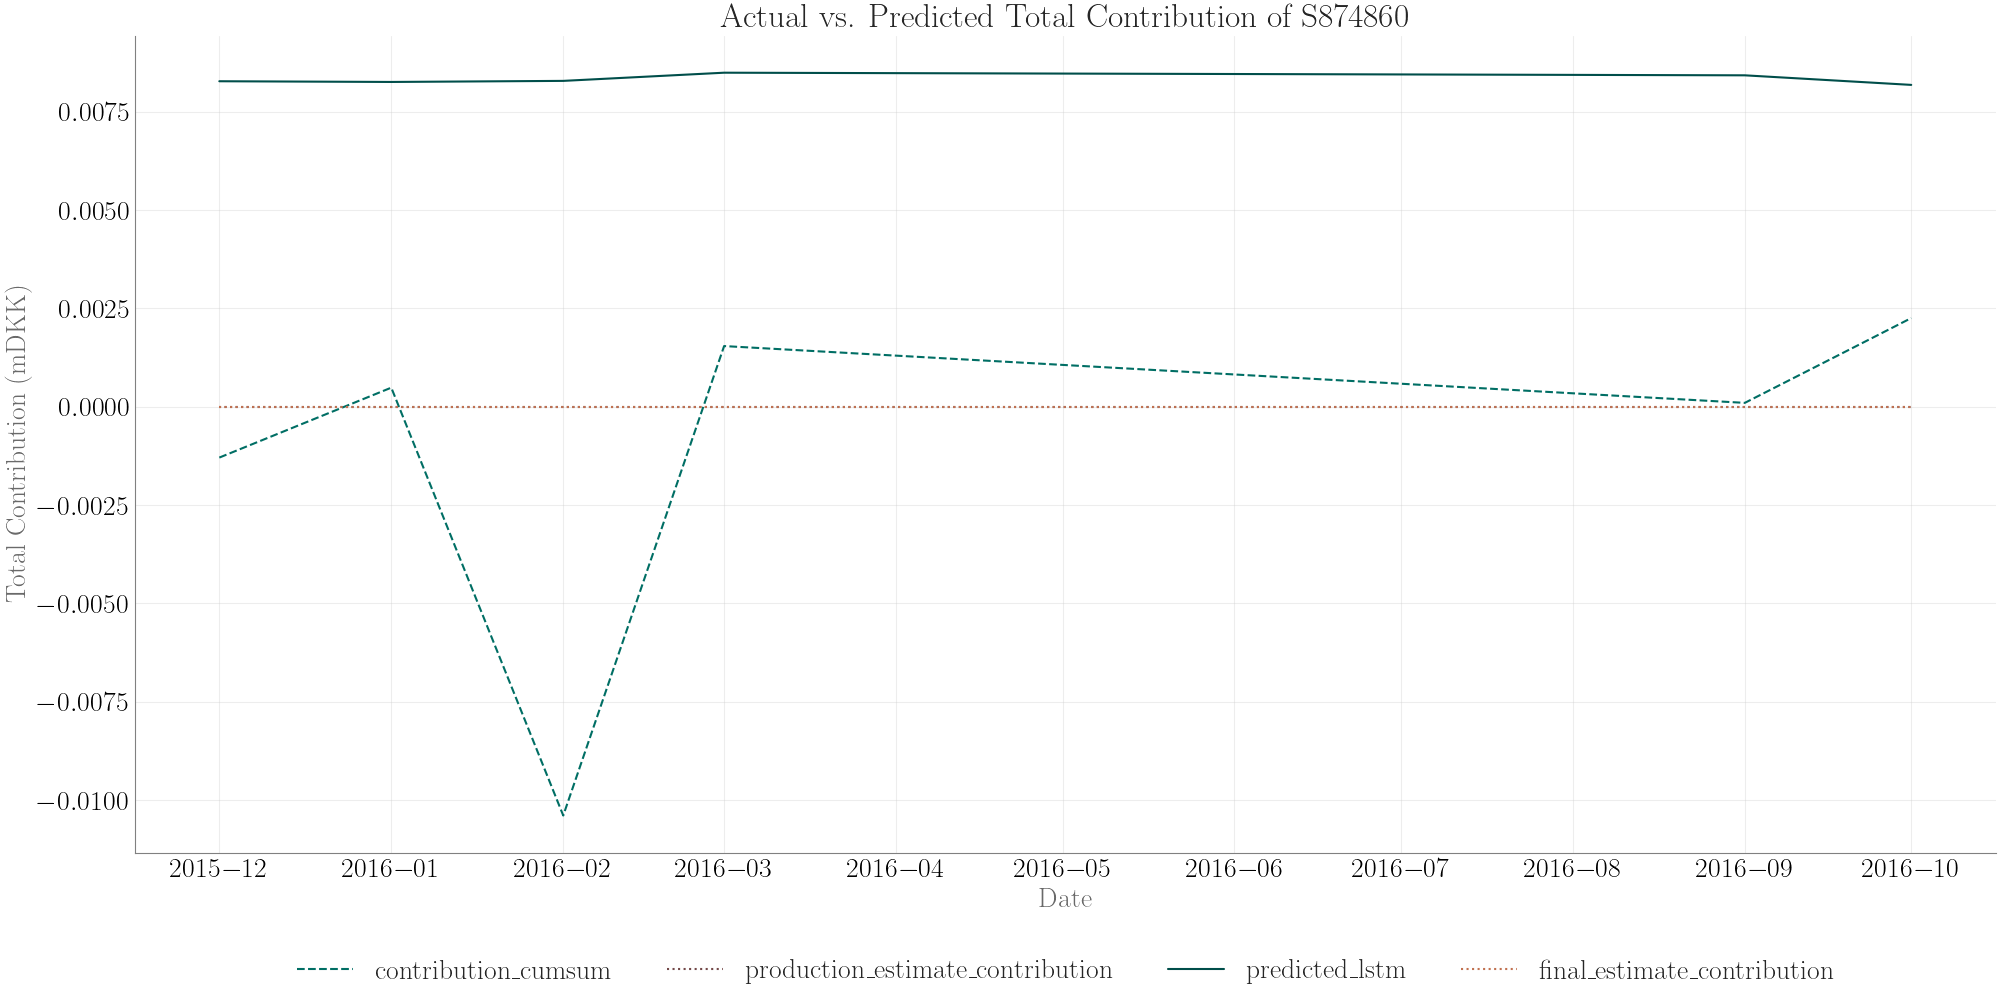 Actual vs. Predicted Total Contribution of S874860
Total Contribution (mDKK)
0.0075
0.0050
0.0025
0.0000
−0.0025
−0.0050
−0.0075
−0.0100
2015−12 2016−01 2016−02 2016−03 2016−04 2016−05 2016−06 2016−07 2016−08 2016−09 2016−10
Date
contribution_cumsum production_estimate_contribution predicted_lstm final_estimate_contribution